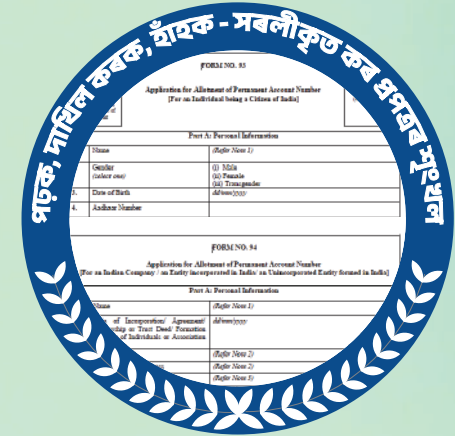 পঢ়ক, দাখিল কৰক, হাঁহক - সৰলীকৃত কৰ প্ৰপত্ৰৰ শৃংখল
FORM NO. 93
Application for Allotment of Permanent Account Number
[For an Individual being a Citizen of India]
Part A: Personal Information
Name (Refer Note 1)
Gender (i) Male
(select one) (ii) Female
(iii) Transgender
3. Date of Birth dd/mm/yyyy
4. Aadhaar Number
FORM NO. 94
Application for Allotment of Permanent Account Number
[For an Indian Company / an Entity incorporated in India/ an Unincorporated Entity formed in India]
Part A: Personal Information
Name (Refer Note 1)
of Incorporation/ Agreement/ dd/mm/yyyy
or Trust Deed/ Formation
of Individuals or Association
(Refer Note 2)
(Refer Note 2)
(Refer Note 5)